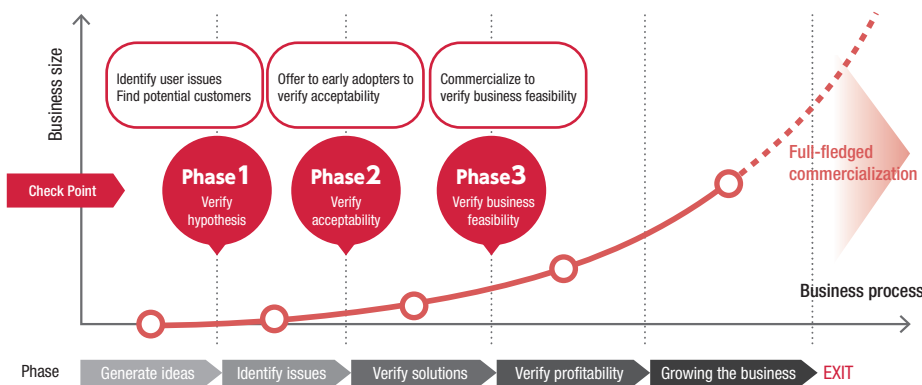 Business size
Identify user issues
Find potential customers
Offer to early adopters to
verify acceptability
Commercialize to
verify business feasibility
Check Point
Phase1
Verify
hypothesis
Phase2
Verify
acceptability
Phase3
Verify business
feasibility
Full-fledged
commercialization
Business process
Phase
Generate ideas
Identify issues
Verify solutions
Verify profitability
Growing the business
EXIT